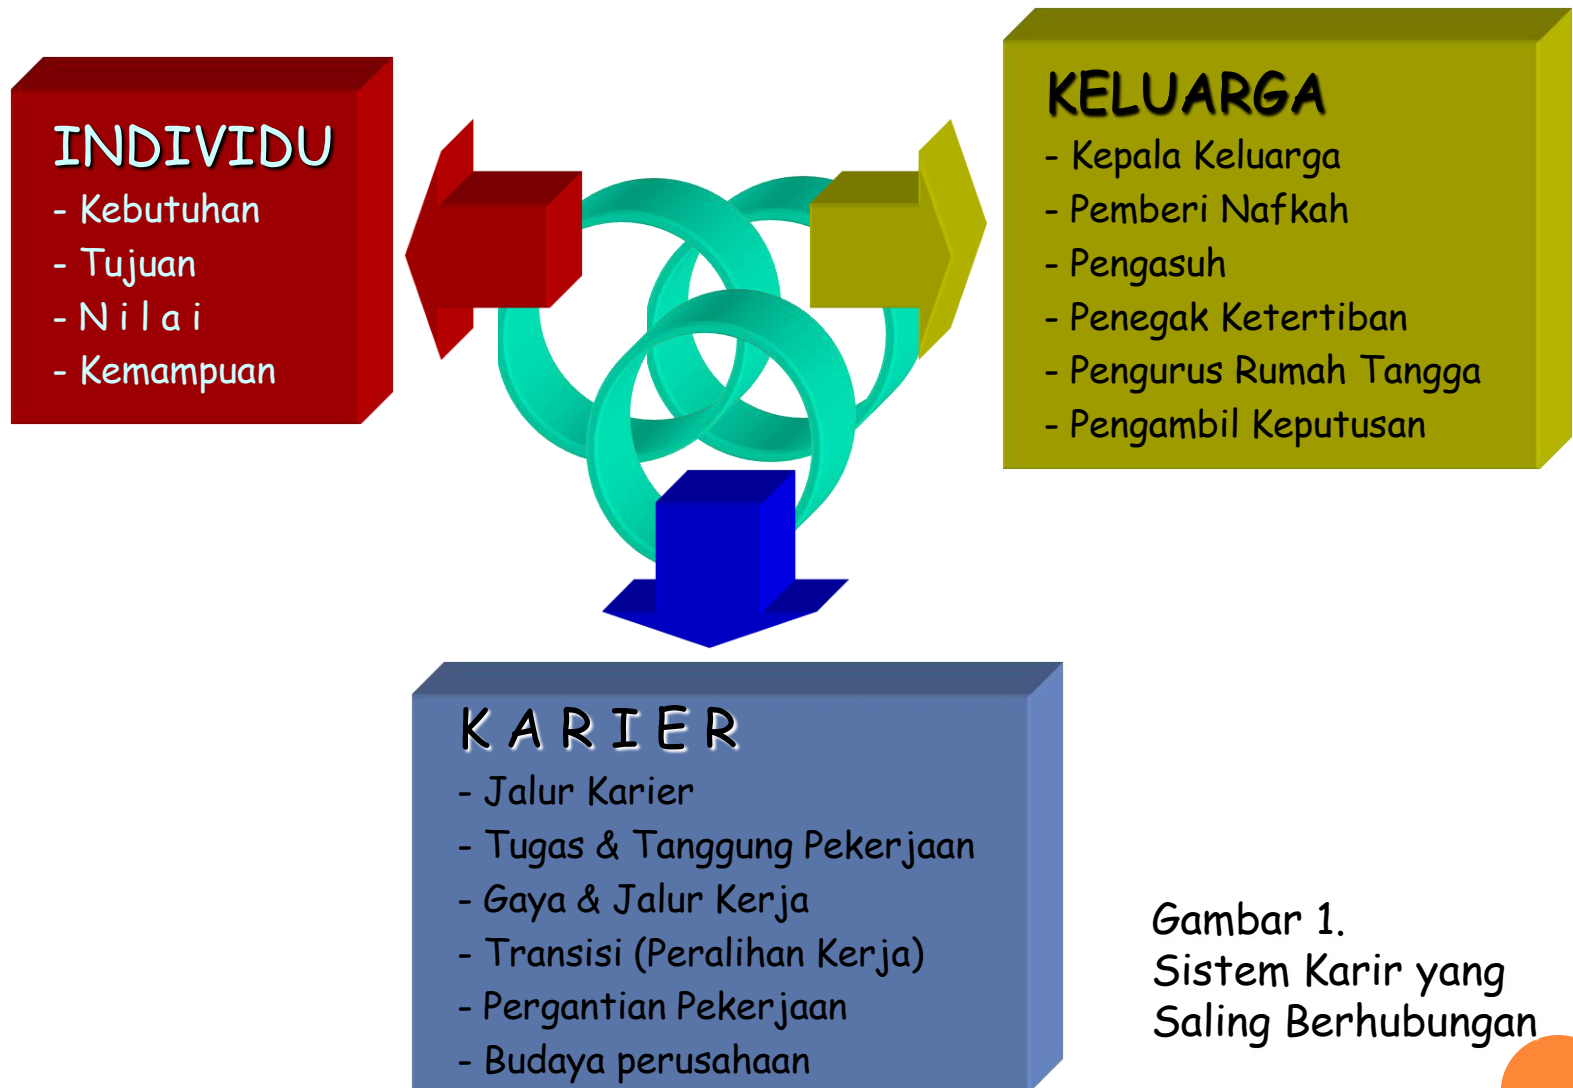 INDIVIDU
- Kebutuhan
- Tujuan
- N i l a i
- Kemampuan
KELUARGA
- Kepala Keluarga
- Pemberi Nafkah
- Pengasuh
- Penegak Ketertiban
- Pengurus Rumah Tangga
- Pengambil Keputusan
K A R I E R
- Jalur Karier
- Tugas & Tanggung Pekerjaan
- Gaya & Jalur Kerja
- Transisi (Peralihan Kerja)
- Pergantian Pekerjaan
- Budaya perusahaan
Gambar 1.
Sistem Karir yang
Saling Berhubungan